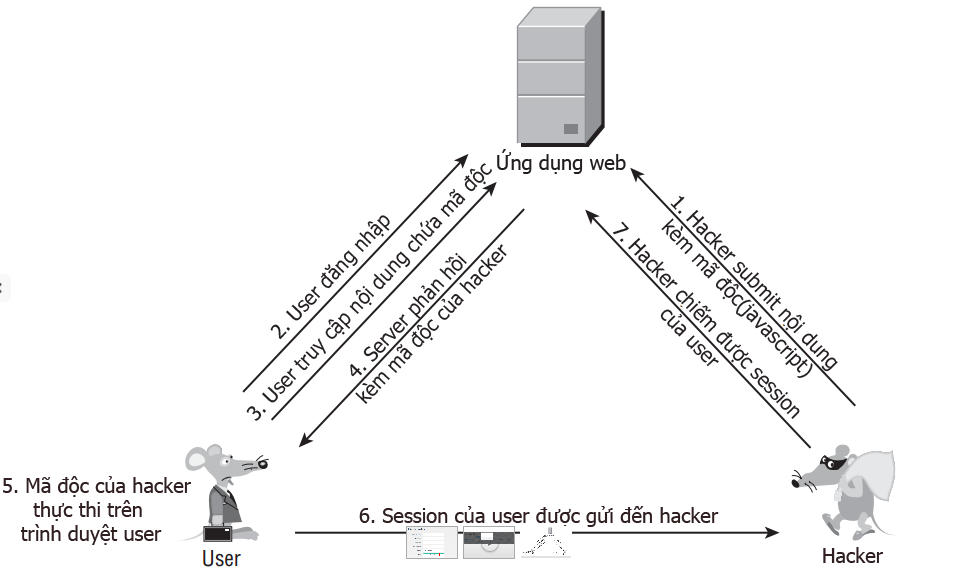 Ứng dụng web
1. Hacker submit nội dung
kèm mã độc(javascript)
2. User đăng nhập
3. User truy cập nội dung chứa mã độc
4. Server phản hồi
kèm mã độc của hacker
5. Mã độc của hacker
thực thi trên
trình duyệt user
6. Session của user được gửi đến hacker
7. Hacker chiếm được session
của user
User
Hacker